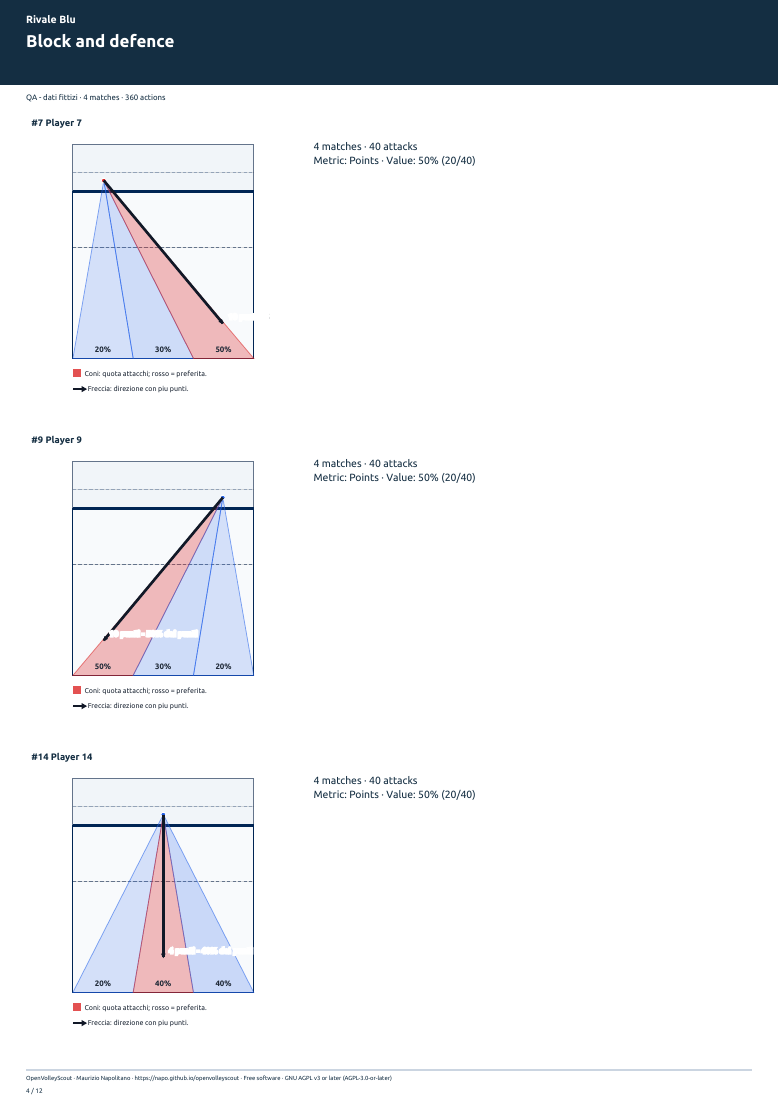 Rivale Blu
Block and defence
QA - dati fittizi · 4 matches · 360 actions
#7 Player 7
4 matches · 40 attacks
Metric: Points · Value: 50% (20/40)
20% 30% 50%
Coni: quota attacchi; rosso = preferita.
Freccia: direzione con piu punti.
#9 Player 9
4 matches · 40 attacks
Metric: Points · Value: 50% (20/40)
50% 30% 20%
Coni: quota attacchi; rosso = preferita.
Freccia: direzione con piu punti.
#14 Player 14
4 matches · 40 attacks
Metric: Points · Value: 50% (20/40)
20% 40% 40%
Coni: quota attacchi; rosso = preferita.
Freccia: direzione con piu punti.
OpenVolleyScout · Maurizio Napolitano · https://napo.github.io/openvolleyscout · Free software · GNU AGPL v3 or later (AGPL-3.0-or-later)
4 / 12